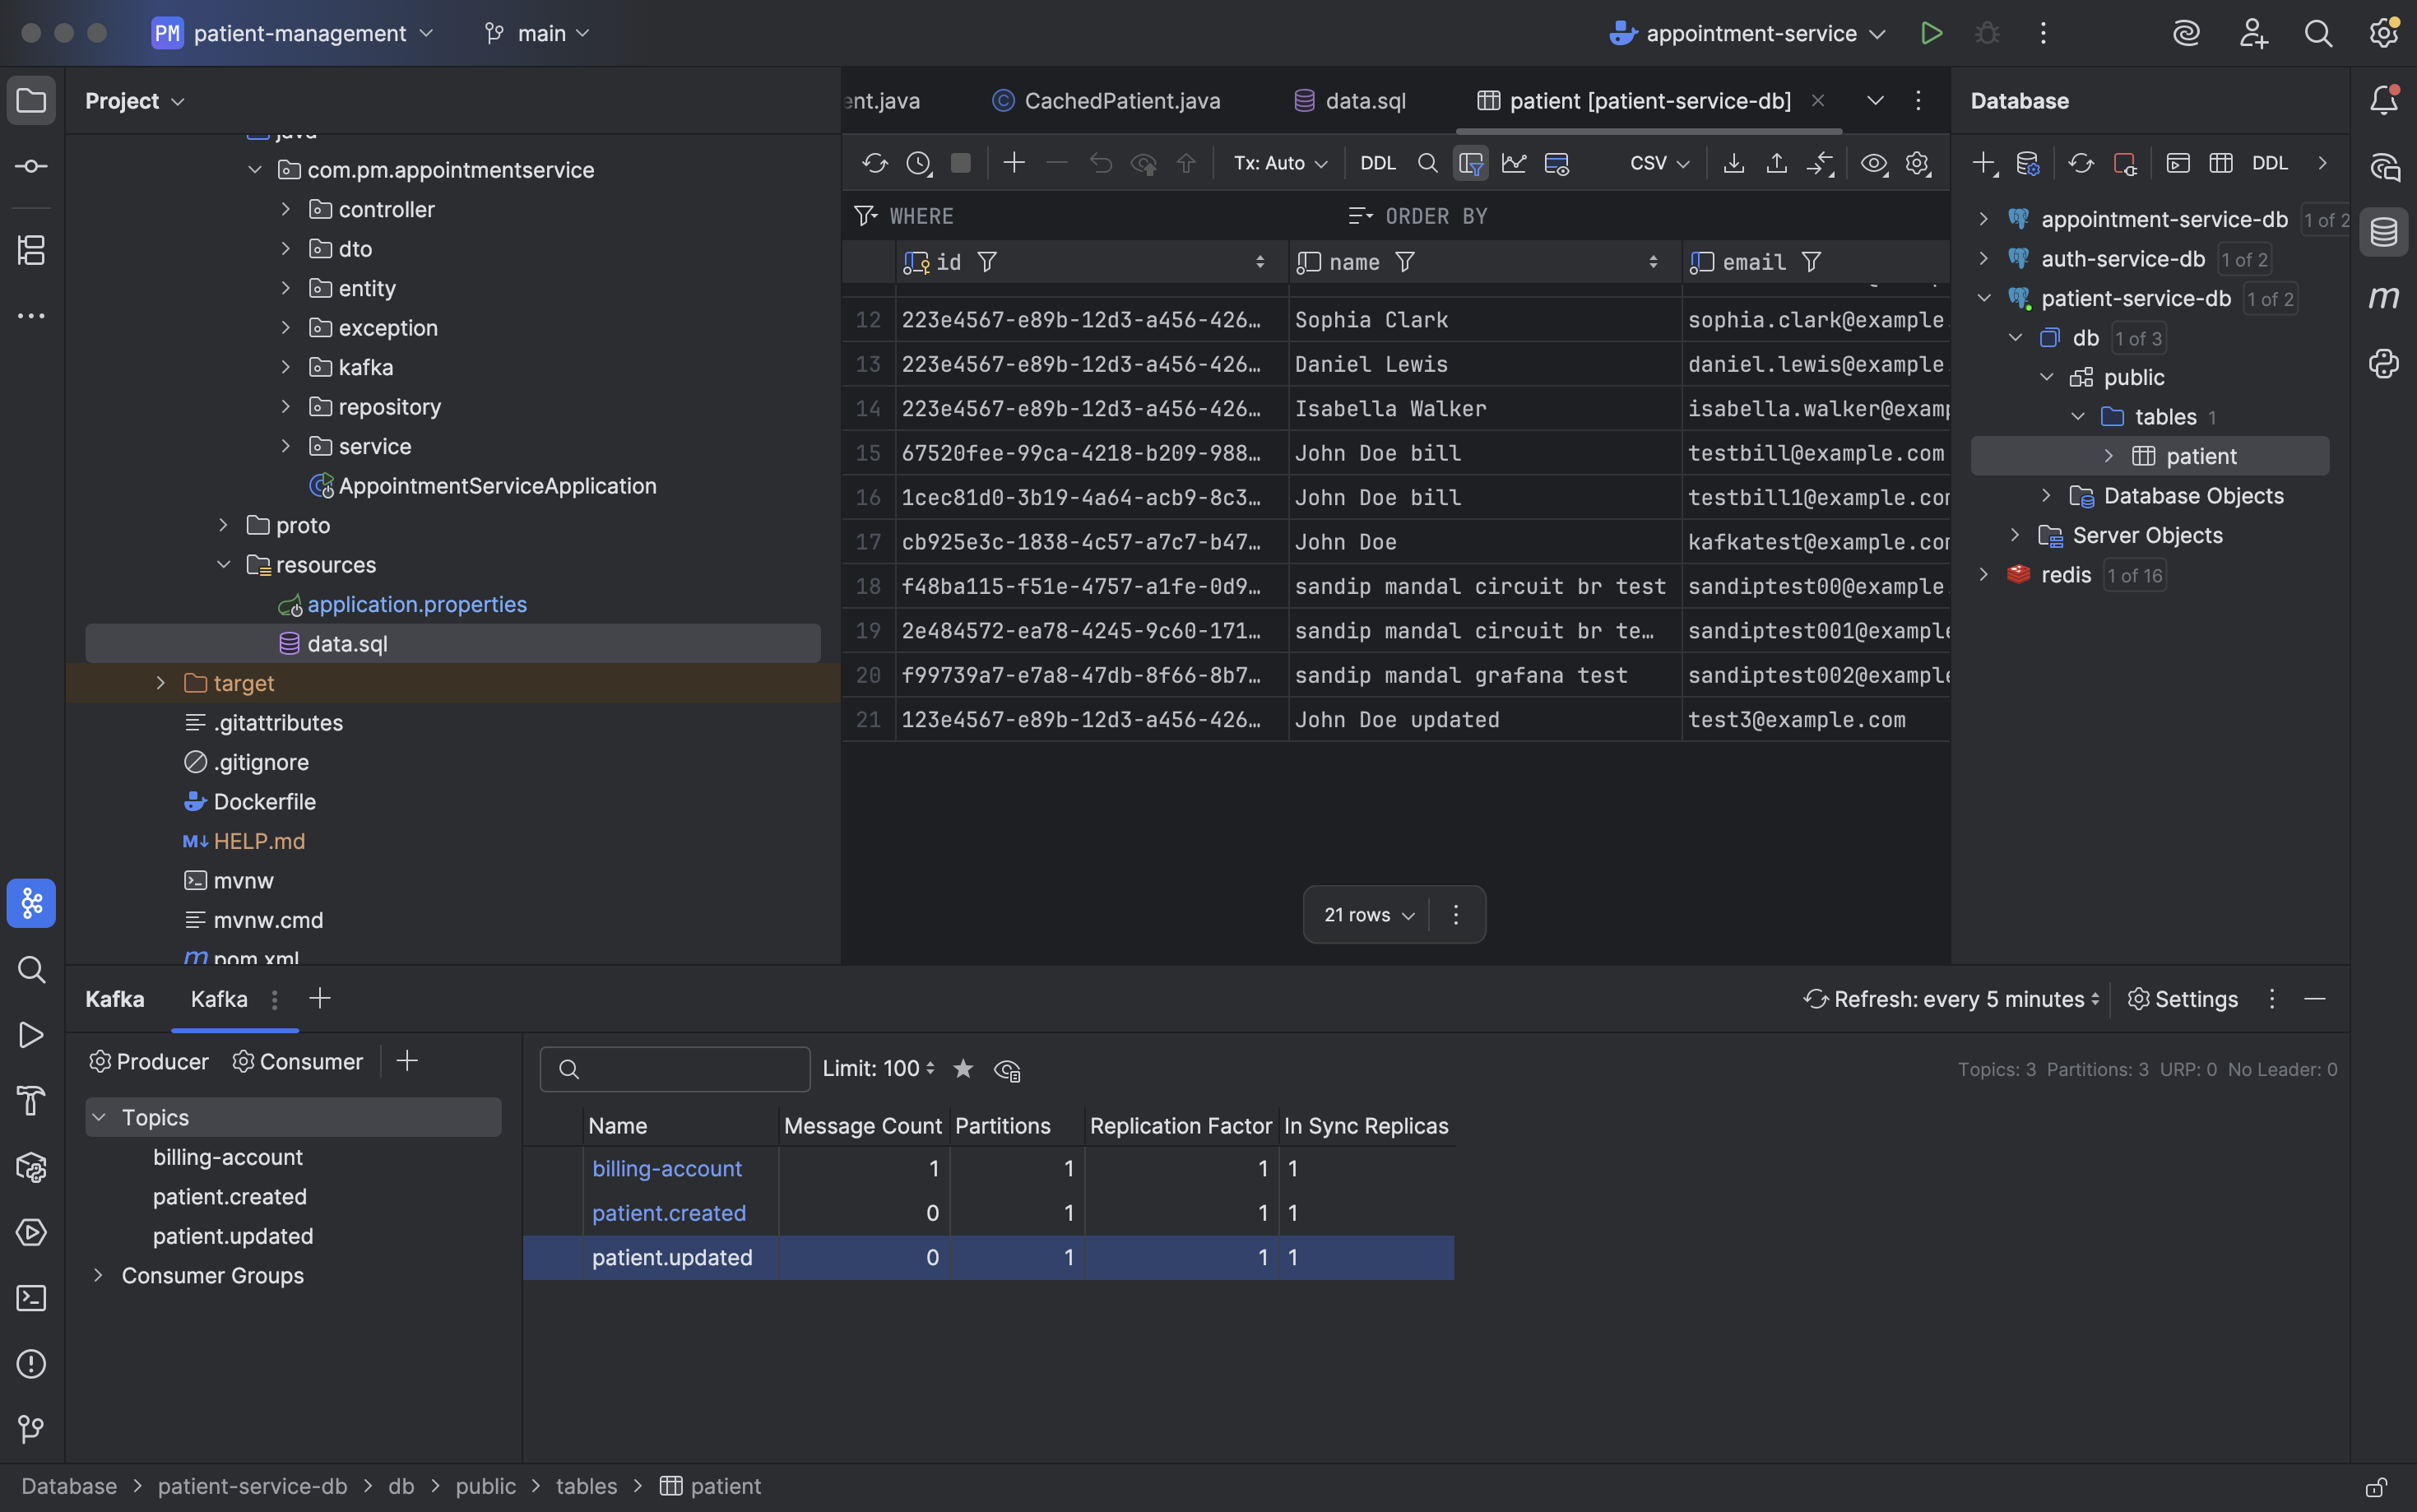 PM patient-management main appointment-service
Project
java
com.pm.appointmentservice
controller
dto
entity
exception
kafka
repository
service
AppointmentServiceApplication
proto
resources
application.properties
data.sql
target
.gitattributes
.gitignore
Dockerfile
M↓ HELP.md
mvnw
mvnw.cmd
m pom.xml
ent.java CachedPatient.java data.sql patient [patient-service-db]
Tx: Auto DDL CSV
WHERE ORDER BY
id name email
12 223e4567-e89b-12d3-a456-426… Sophia Clark sophia.clark@example.
13 223e4567-e89b-12d3-a456-426… Daniel Lewis daniel.lewis@example.
14 223e4567-e89b-12d3-a456-426… Isabella Walker isabella.walker@examp
15 67520fee-99ca-4218-b209-988… John Doe bill testbill@example.com
16 1cec81d0-3b19-4a64-acb9-8c3… John Doe bill testbill1@example.com
17 cb925e3c-1838-4c57-a7c7-b47… John Doe kafkatest@example.com
18 f48ba115-f51e-4757-a1fe-0d9… sandip mandal circuit br test sandiptest00@example.
19 2e484572-ea78-4245-9c60-171… sandip mandal circuit br te… sandiptest001@example
20 f99739a7-e7a8-47db-8f66-8b7… sandip mandal grafana test sandiptest002@example
21 123e4567-e89b-12d3-a456-426… John Doe updated test3@example.com
21 rows
Database
DDL
appointment-service-db 1 of 2
auth-service-db 1 of 2
patient-service-db 1 of 2
db 1 of 3
public
tables 1
patient
Database Objects
Server Objects
redis 1 of 16
m
Kafka Kafka Refresh: every 5 minutes Settings
Producer Consumer
Topics
billing-account
patient.created
patient.updated
Consumer Groups
Limit: 100 Topics: 3 Partitions: 3 URP: 0 No Leader: 0
Name Message Count Partitions Replication Factor In Sync Replicas
billing-account 1 1 1 1
patient.created 0 1 1 1
patient.updated 0 1 1 1
Database > patient-service-db > db > public > tables > patient